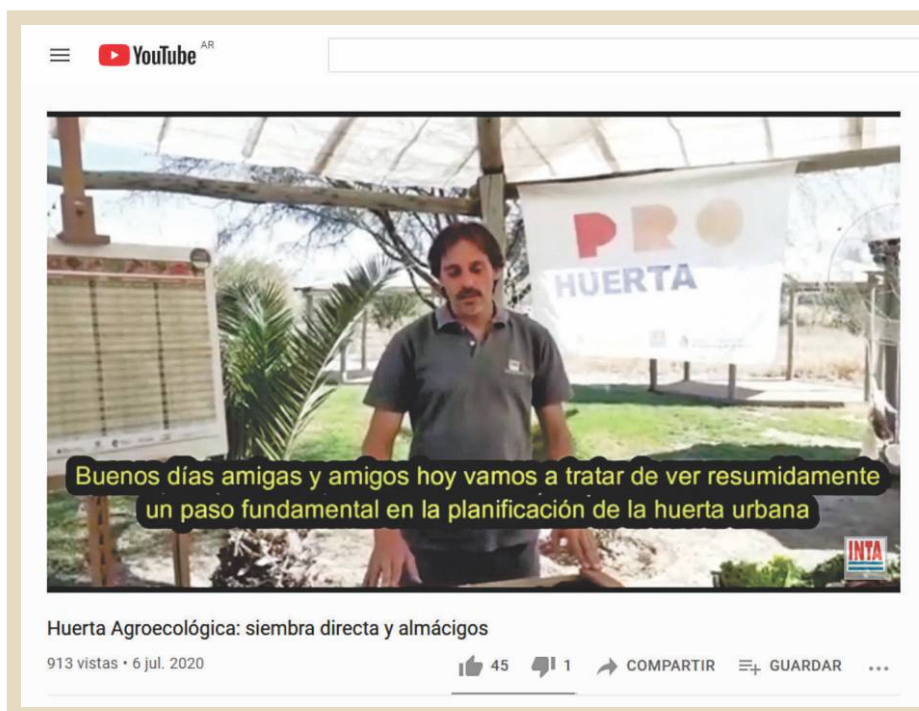 YouTube AR
PRO
HUERTA
Buenos días amigas y amigos hoy vamos a tratar de ver resumidamente
un paso fundamental en la planificación de la huerta urbana
INTA
Huerta Agroecológica: siembra directa y almácigos
913 vistas • 6 jul. 2020
45
1
COMPARTIR
GUARDAR